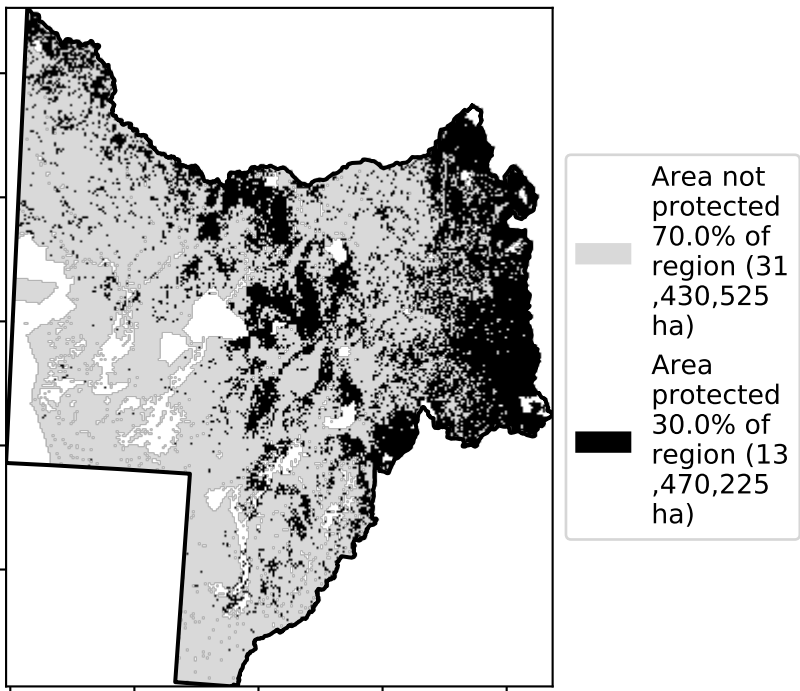 Area not
protected
70.0% of
region (31
,430,525
ha)
Area
protected
30.0% of
region (13
,470,225
ha)